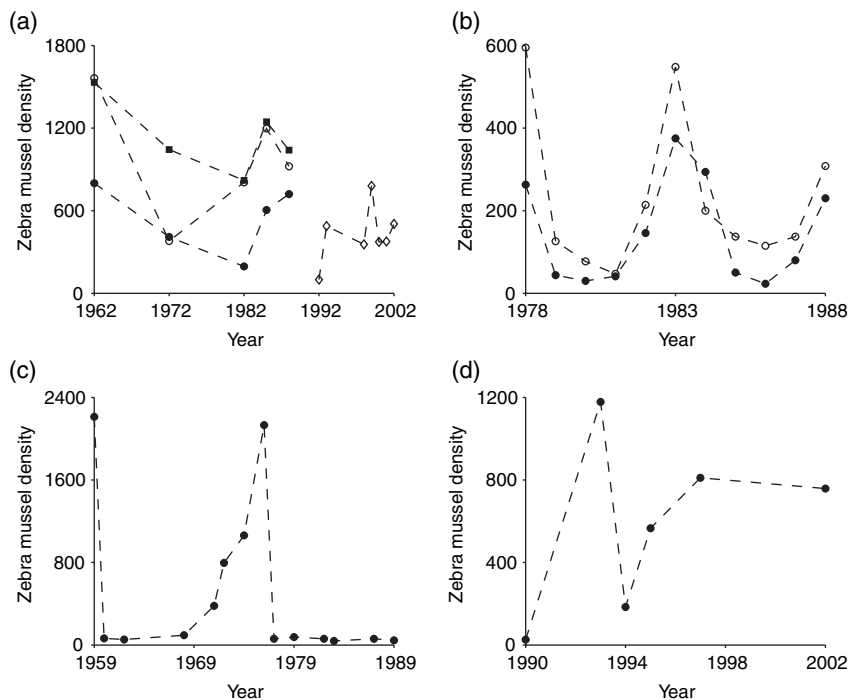 (a)
1800
1200
600
0
Zebra mussel density
1962 1972 1982 1992 2002
Year
(b)
600
400
200
0
Zebra mussel density
1978 1983 1988
Year
(c)
2400
1600
800
0
Zebra mussel density
1959 1969 1979 1989
Year
(d)
1200
800
400
0
Zebra mussel density
1990 1994 1998 2002
Year